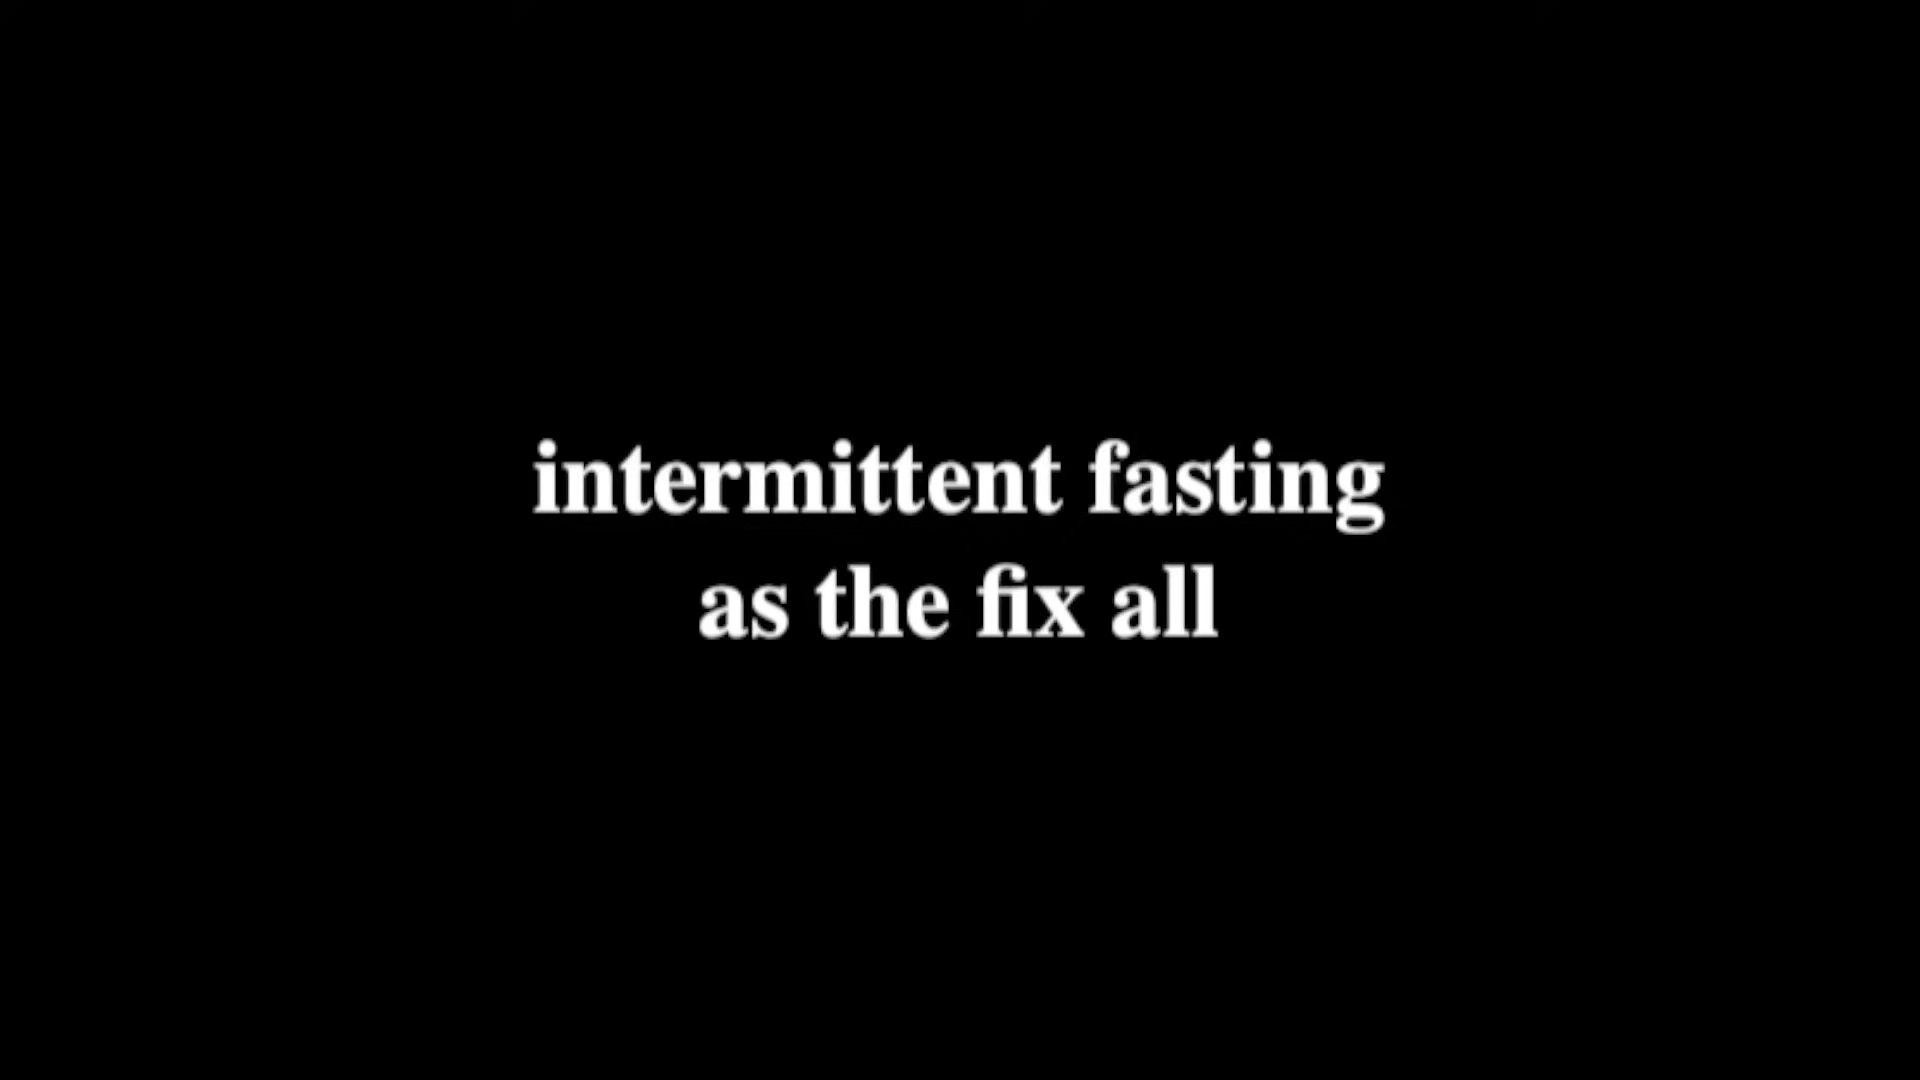 intermittent fasting
as the fix all